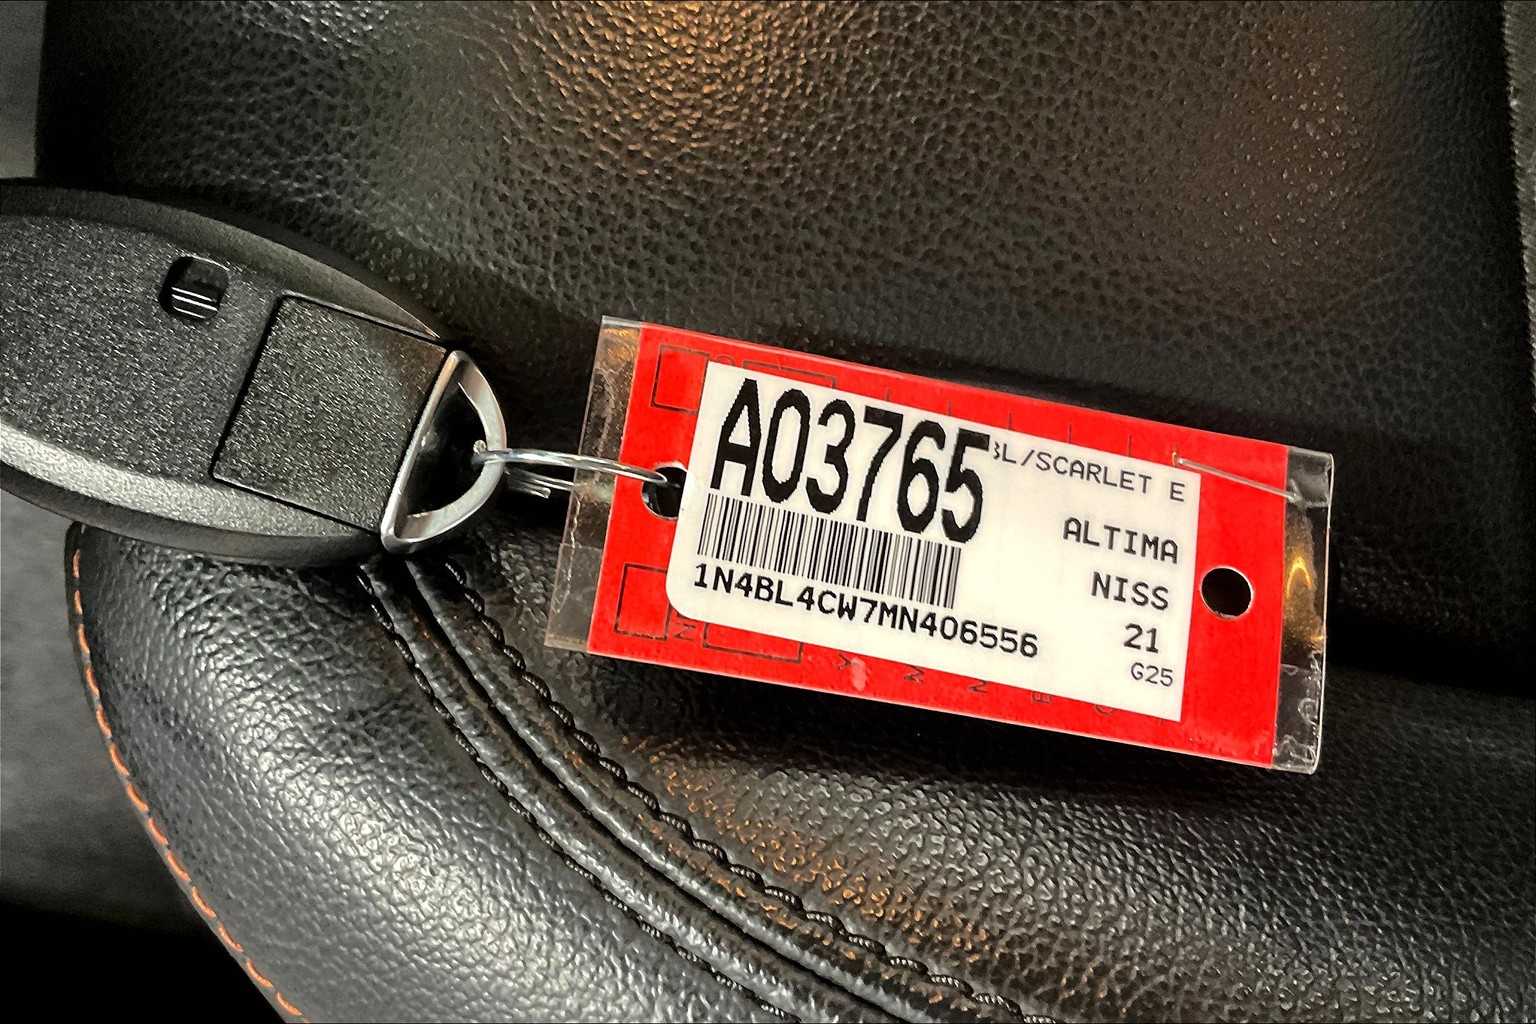 A03765
BL/SCARLET E
1N4BL4CW7MN406556
ALTIMA
NISS
21
G25